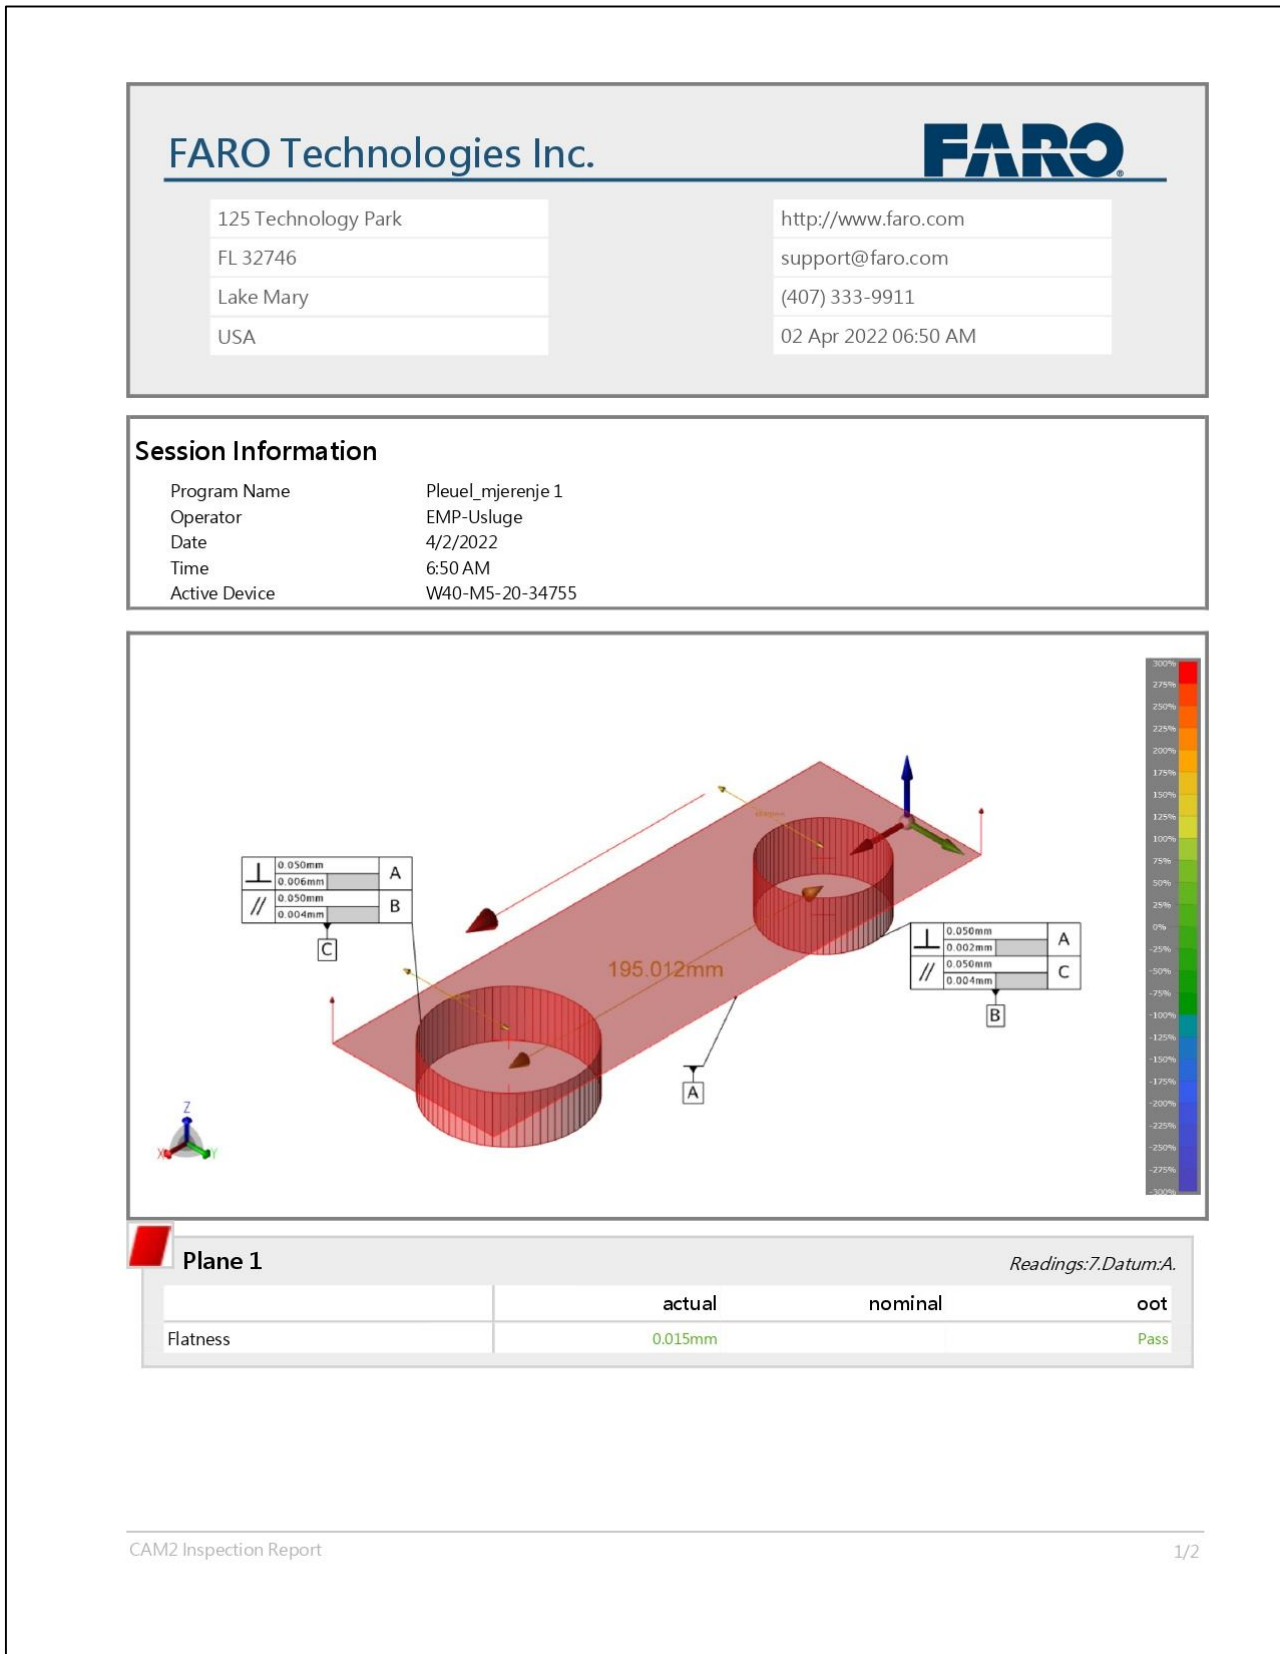 FARO Technologies Inc.
FARO®
125 Technology Park
http://www.faro.com
FL 32746
support@faro.com
Lake Mary
(407) 333-9911
USA
02 Apr 2022 06:50 AM
Session Information
Program Name Pleuel_mjerenje 1
Operator EMP-Usluge
Date 4/2/2022
Time 6:50 AM
Active Device W40-M5-20-34755
300%
275%
250%
225%
200%
175%
150%
125%
100%
75%
50%
25%
0%
-25%
-50%
-75%
-100%
-125%
-150%
-175%
-200%
-225%
-250%
-275%
-300%
⊥ 0.050mm A
0.006mm
// 0.050mm B
0.004mm
C
195.012mm
⊥ 0.050mm A
0.002mm
// 0.050mm C
0.004mm
B
A
Z
X
Y
Plane 1 Readings:7.Datum:A.
actual nominal oot
Flatness 0.015mm Pass
CAM2 Inspection Report 1/2